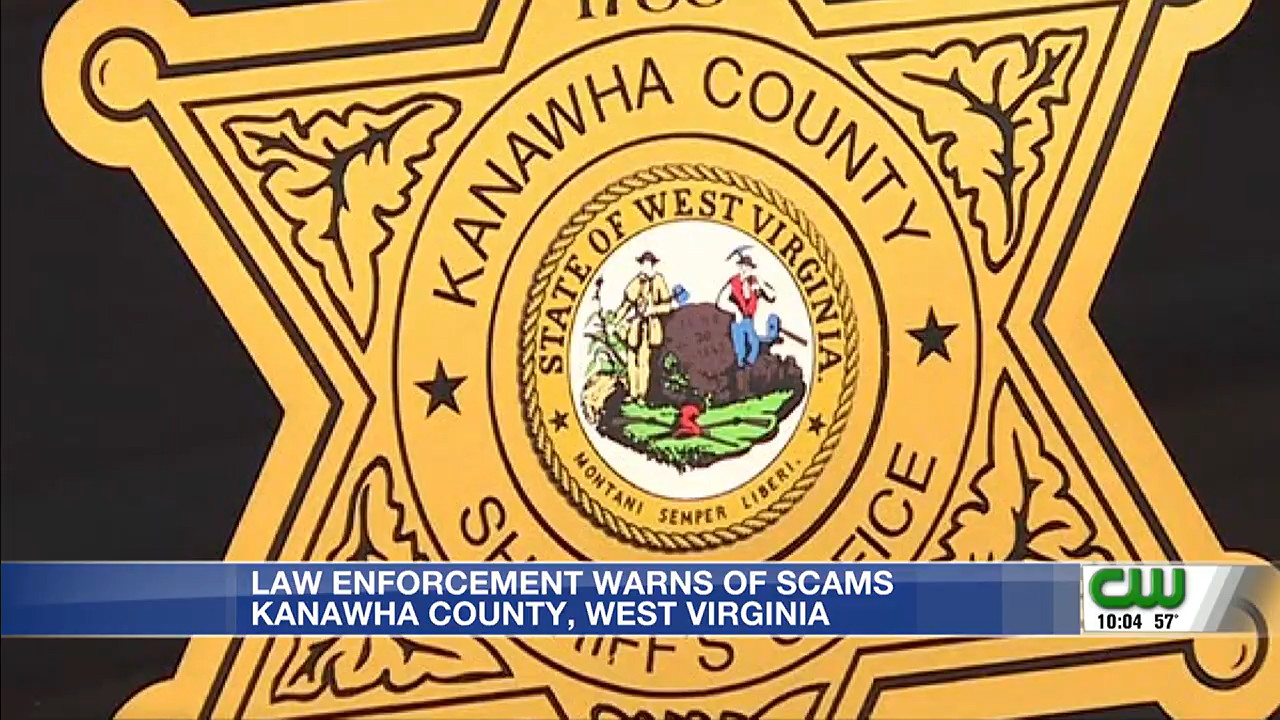 KANAWHA COUNTY
STATE OF WEST VIRGINIA.
MONTANI SEMPER LIBERI.
LAW ENFORCEMENT WARNS OF SCAMS
KANAWHA COUNTY, WEST VIRGINIA
CW
10:04 57°